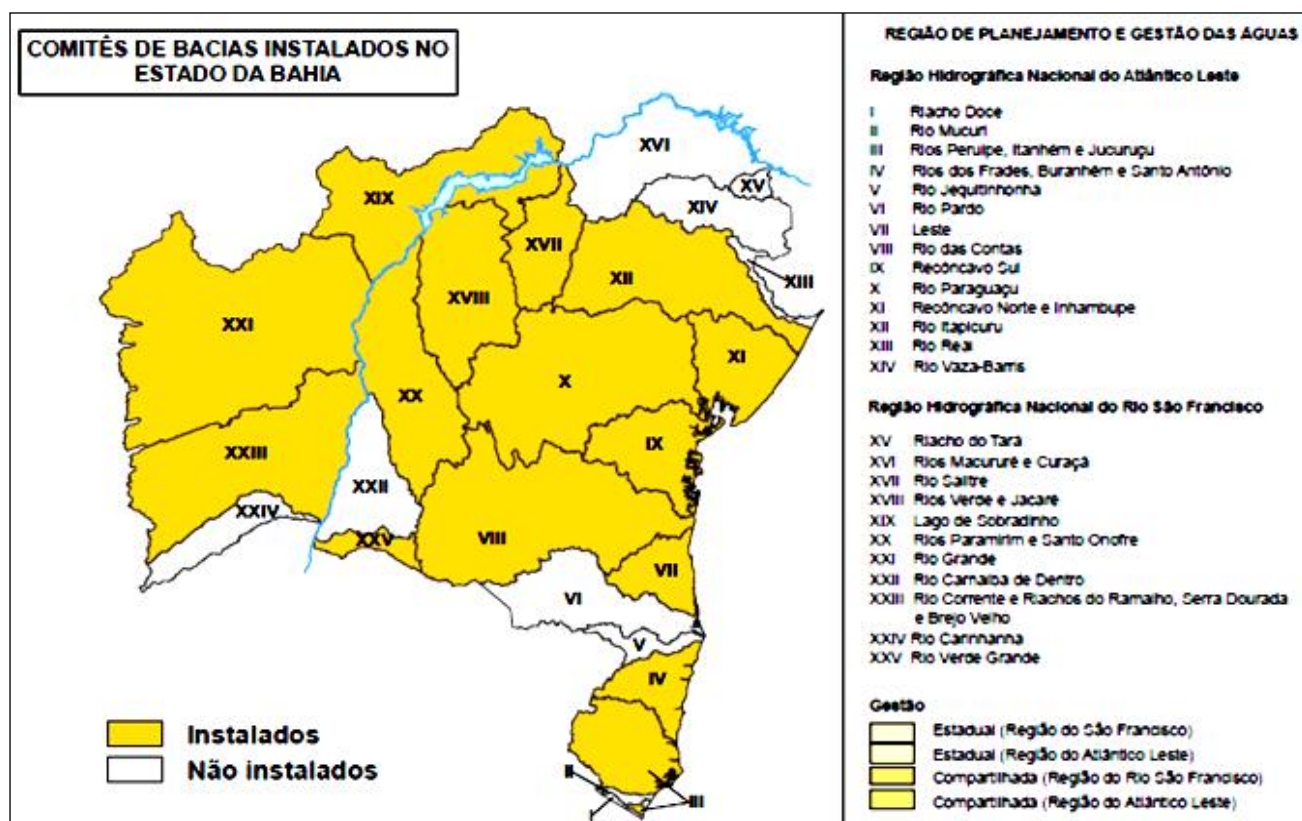 COMITÊS DE BACIAS INSTALADOS NO
ESTADO DA BAHIA
XVI
XV
XIX
XIV
XVII
XII
XIII
XVIII
XXI
XI
X
XX
IX
XXIII
XXII
XXIV
VIII
XXV
VII
VI
V
IV
II
III
I
Instalados
Não instalados
REGIÃO DE PLANEJAMENTO E GESTÃO DAS ÁGUAS
Região Hidrográfica Nacional do Atlântico Leste
I Riacho Doce
II Rio Mucuri
III Rios Peruípe, Itanhém e Jucuruçu
IV Rios dos Frades, Buranhém e Santo Antônio
V Rio Jequitinhonha
VI Rio Pardo
VII Leste
VIII Rio das Contas
IX Recôncavo Sul
X Rio Paraguaçu
XI Recôncavo Norte e Inhambupe
XII Rio Itapicuru
XIII Rio Real
XIV Rio Vaza-Barris
Região Hidrográfica Nacional do Rio São Francisco
XV Riacho do Tará
XVI Rios Macururé e Curaçá
XVII Rio Salitre
XVIII Rios Verde e Jacaré
XIX Lago de Sobradinho
XX Rios Paramirim e Santo Onofre
XXI Rio Grande
XXII Rio Carnaíba de Dentro
XXIII Rio Corrente e Riachos do Ramalho, Serra Dourada
e Brejo Velho
XXIV Rio Carinhanha
XXV Rio Verde Grande
Gestão
Estadual (Região do São Francisco)
Estadual (Região do Atlântico Leste)
Compartilhada (Região do Rio São Francisco)
Compartilhada (Região do Atlântico Leste)